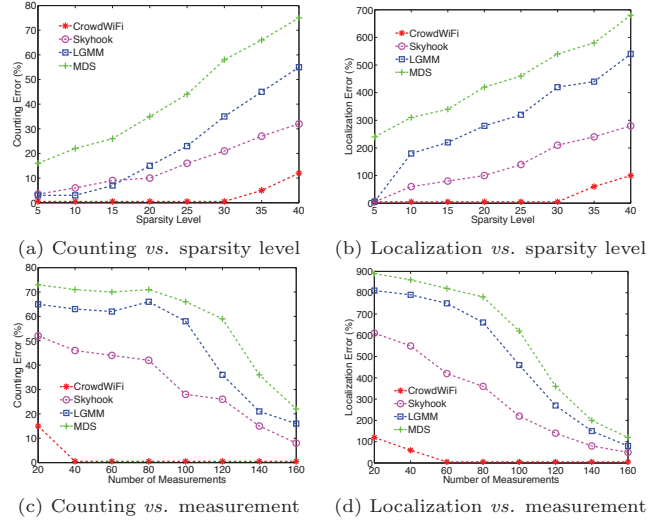 80
70
60
50
40
30
20
10
0
Counting Error (%)
CrowdWiFi
Skyhook
LGMM
MDS
5 10 15 20 25 30 35 40
Sparsity Level
(a) Counting vs. sparsity level
700
600
500
400
300
200
100
0
Localization Error (%)
CrowdWiFi
Skyhook
LGMM
MDS
5 10 15 20 25 30 35 40
Sparsity Level
(b) Localization vs. sparsity level
80
70
60
50
40
30
20
10
0
Counting Error (%)
CrowdWiFi
Skyhook
LGMM
MDS
20 40 60 80 100 120 140 160
Number of Measurements
(c) Counting vs. measurement
900
800
700
600
500
400
300
200
100
0
Localization Error (%)
CrowdWiFi
Skyhook
LGMM
MDS
20 40 60 80 100 120 140 160
Number of Measurements
(d) Localization vs. measurement